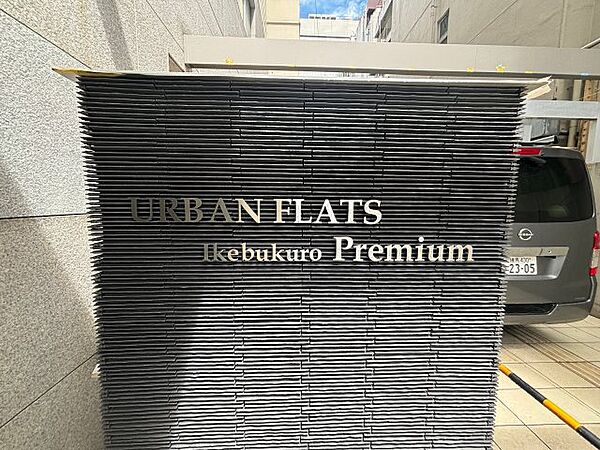 URBAN FLATS
Ikebukuro Premium
23-05